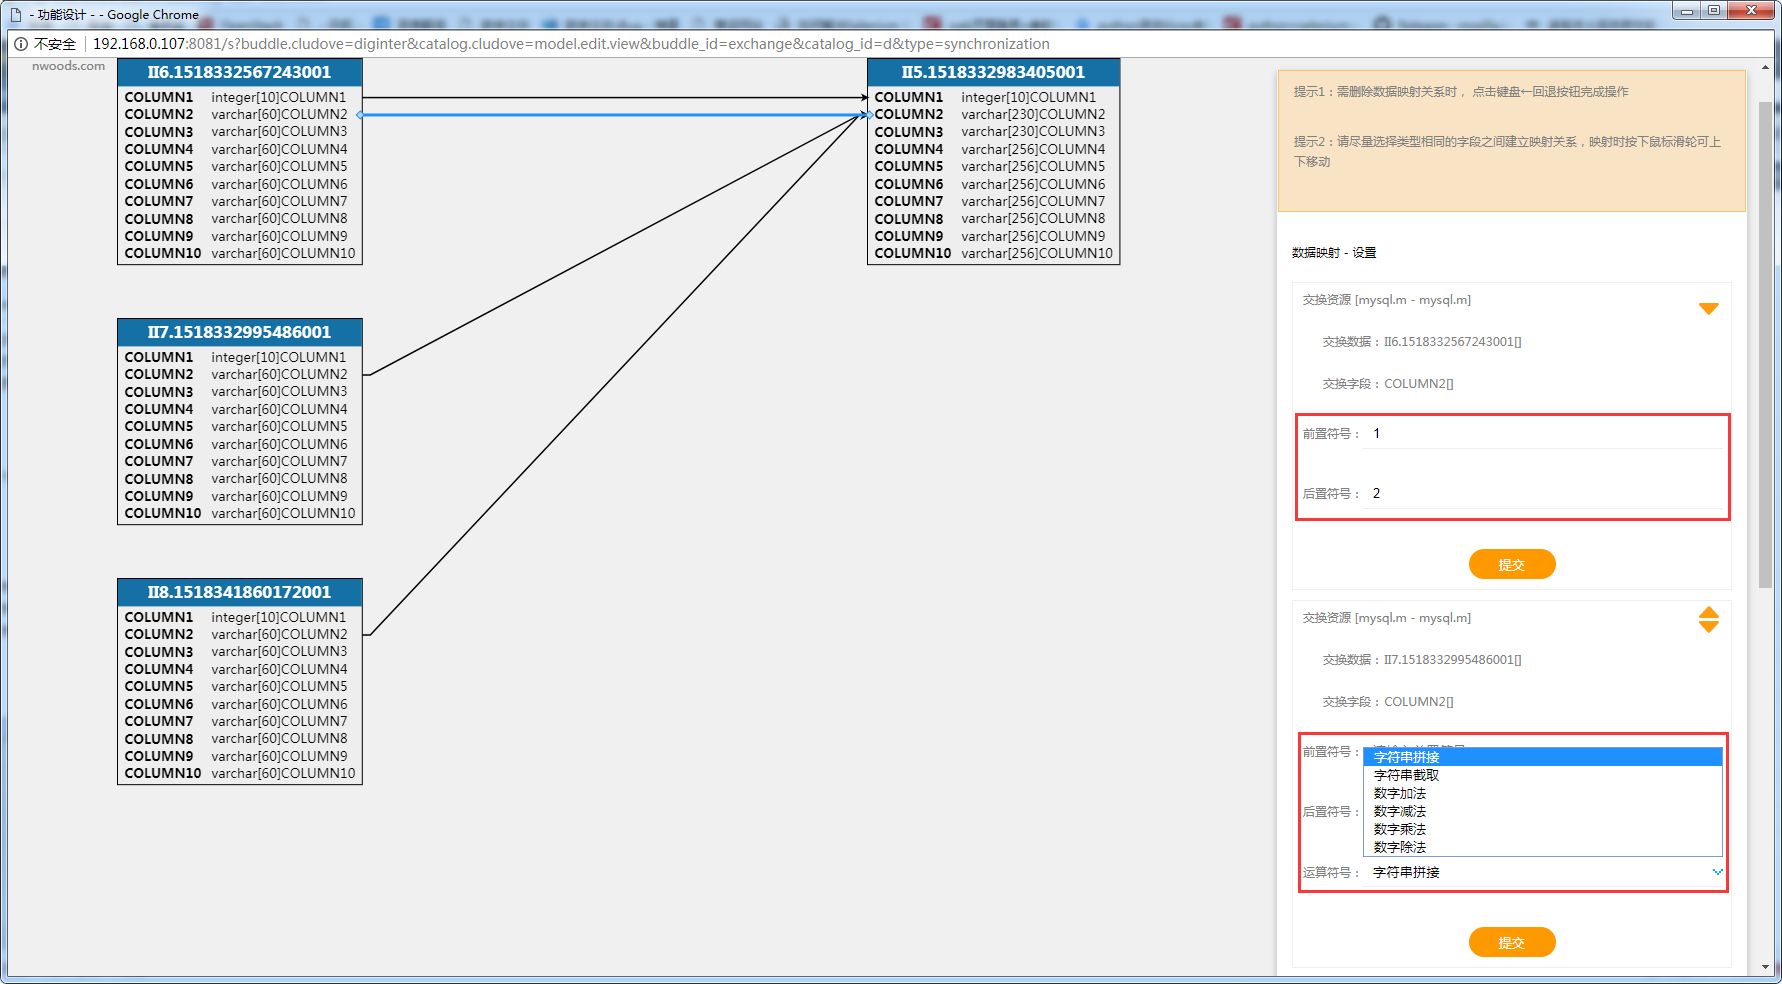 - 功能设计 - - Google Chrome
不安全 192.168.0.107:8081/s?buddle.cludove=diginter&catalog.cludove=model.edit.view&buddle_id=exchange&catalog_id=d&type=synchronization
nwoods.com
II6.1518332567243001
COLUMN1 integer[10]COLUMN1
COLUMN2 varchar[60]COLUMN2
COLUMN3 varchar[60]COLUMN3
COLUMN4 varchar[60]COLUMN4
COLUMN5 varchar[60]COLUMN5
COLUMN6 varchar[60]COLUMN6
COLUMN7 varchar[60]COLUMN7
COLUMN8 varchar[60]COLUMN8
COLUMN9 varchar[60]COLUMN9
COLUMN10 varchar[60]COLUMN10
II7.1518332995486001
COLUMN1 integer[10]COLUMN1
COLUMN2 varchar[60]COLUMN2
COLUMN3 varchar[60]COLUMN3
COLUMN4 varchar[60]COLUMN4
COLUMN5 varchar[60]COLUMN5
COLUMN6 varchar[60]COLUMN6
COLUMN7 varchar[60]COLUMN7
COLUMN8 varchar[60]COLUMN8
COLUMN9 varchar[60]COLUMN9
COLUMN10 varchar[60]COLUMN10
II8.1518341860172001
COLUMN1 integer[10]COLUMN1
COLUMN2 varchar[60]COLUMN2
COLUMN3 varchar[60]COLUMN3
COLUMN4 varchar[60]COLUMN4
COLUMN5 varchar[60]COLUMN5
COLUMN6 varchar[60]COLUMN6
COLUMN7 varchar[60]COLUMN7
COLUMN8 varchar[60]COLUMN8
COLUMN9 varchar[60]COLUMN9
COLUMN10 varchar[60]COLUMN10
II5.1518332983405001
COLUMN1 integer[10]COLUMN1
COLUMN2 varchar[230]COLUMN2
COLUMN3 varchar[230]COLUMN3
COLUMN4 varchar[256]COLUMN4
COLUMN5 varchar[256]COLUMN5
COLUMN6 varchar[256]COLUMN6
COLUMN7 varchar[256]COLUMN7
COLUMN8 varchar[256]COLUMN8
COLUMN9 varchar[256]COLUMN9
COLUMN10 varchar[256]COLUMN10
提示1：需删除数据映射关系时， 点击键盘←回退按钮完成操作
提示2：请尽量选择类型相同的字段之间建立映射关系，映射时按下鼠标滑轮可上
下移动
数据映射 - 设置
交换资源 [mysql.m - mysql.m]
交换数据：II6.1518332567243001[]
交换字段：COLUMN2[]
前置符号： 1
后置符号： 2
提交
交换资源 [mysql.m - mysql.m]
交换数据：II7.1518332995486001[]
交换字段：COLUMN2[]
前置符号：
字符串拼接
字符串截取
数字加法
数字减法
后置符号：
数字乘法
数字除法
运算符号： 字符串拼接
提交